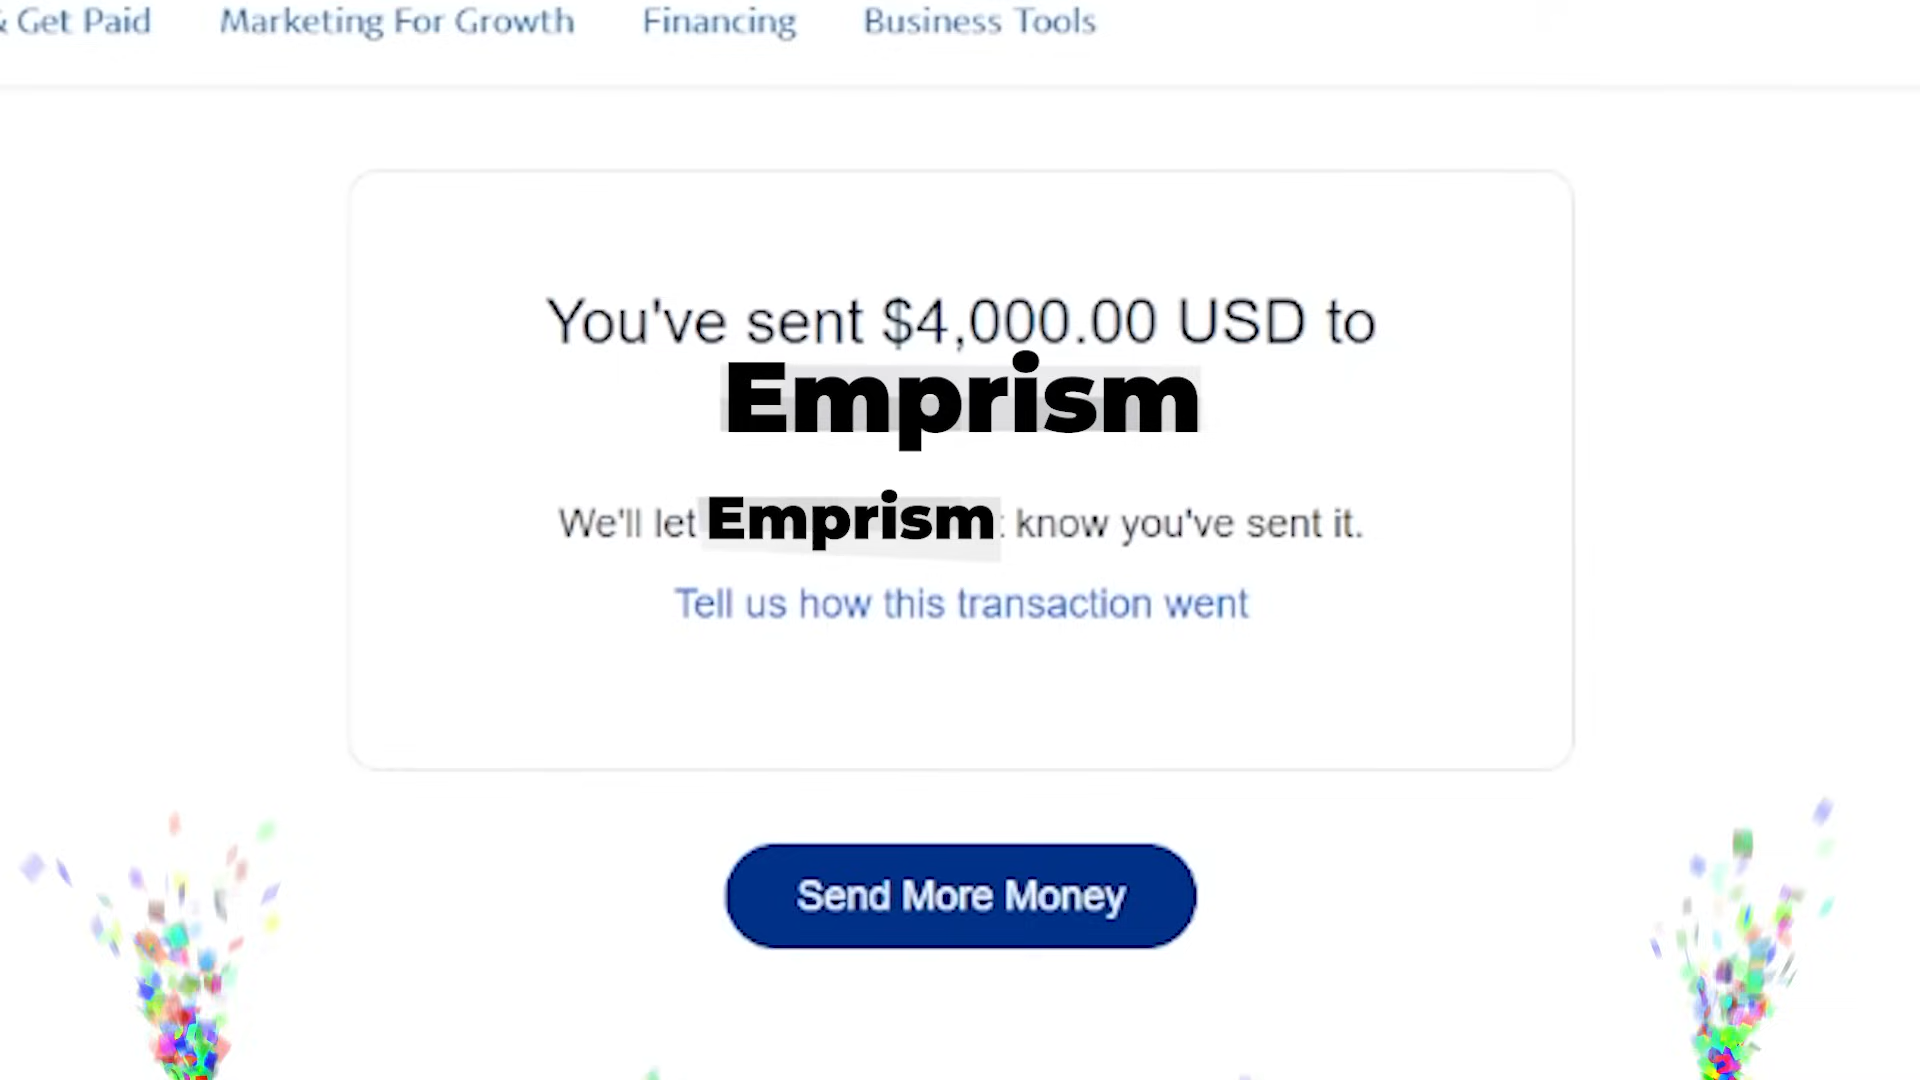 & Get Paid Marketing For Growth Financing Business Tools
You've sent $4,000.00 USD to
Emprism
We'll let Emprism know you've sent it.
Tell us how this transaction went
Send More Money